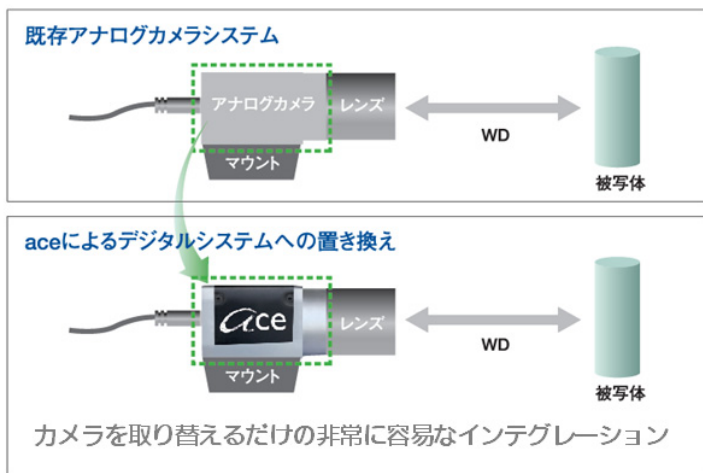 既存アナログカメラシステム
アナログカメラ
レンズ
マウント
WD
被写体
aceによるデジタルシステムへの置き換え
ace
レンズ
マウント
WD
被写体
カメラを取り替えるだけの非常に容易なインテグレーション